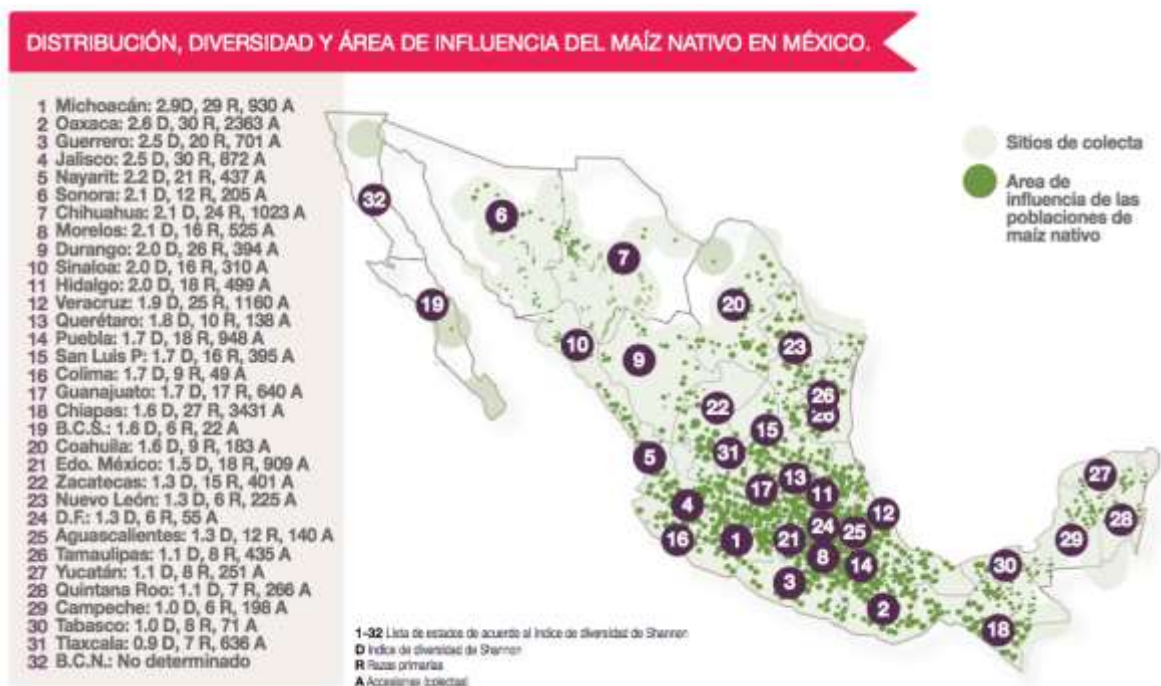 DISTRIBUCIÓN, DIVERSIDAD Y ÁREA DE INFLUENCIA DEL MAÍZ NATIVO EN MÉXICO.
1 Michoacán: 2.9D, 29 R, 930 A
2 Oaxaca: 2.6 D, 30 R, 2363 A
3 Guerrero: 2.5 D, 20 R, 701 A
4 Jalisco: 2.5 D, 30 R, 872 A
5 Nayarit: 2.2 D, 21 R, 437 A
6 Sonora: 2.1 D, 12 R, 205 A
7 Chihuahua: 2.1 D, 24 R, 1023 A
8 Morelos: 2.1 D, 16 R, 525 A
9 Durango: 2.0 D, 26 R, 394 A
10 Sinaloa: 2.0 D, 16 R, 310 A
11 Hidalgo: 2.0 D, 18 R, 499 A
12 Veracruz: 1.9 D, 25 R, 1160 A
13 Querétaro: 1.8 D, 10 R, 138 A
14 Puebla: 1.7 D, 18 R, 948 A
15 San Luis P: 1.7 D, 16 R, 395 A
16 Colima: 1.7 D, 9 R, 49 A
17 Guanajuato: 1.7 D, 17 R, 640 A
18 Chiapas: 1.6 D, 27 R, 3431 A
19 B.C.S.: 1.6 D, 6 R, 22 A
20 Coahuila: 1.6 D, 9 R, 183 A
21 Edo. México: 1.5 D, 18 R, 909 A
22 Zacatecas: 1.3 D, 15 R, 401 A
23 Nuevo León: 1.3 D, 6 R, 225 A
24 D.F.: 1.3 D, 6 R, 55 A
25 Aguascalientes: 1.3 D, 12 R, 140 A
26 Tamaulipas: 1.1 D, 8 R, 435 A
27 Yucatán: 1.1 D, 8 R, 251 A
28 Quintana Roo: 1.1 D, 7 R, 266 A
29 Campeche: 1.0 D, 6 R, 198 A
30 Tabasco: 1.0 D, 8 R, 71 A
31 Tlaxcala: 0.9 D, 7 R, 636 A
32 B.C.N.: No determinado
Sitios de colecta
Area de
influencia de las
poblaciones de
maíz nativo
32
6
7
19
20
10
9
23
26
22
28
15
31
5
27
13
17
11
4
12
28
24
25
16
1
21
29
8
14
30
3
2
18
1-32 Lista de estados de acuerdo al Indice de diversidad de Shannon
D Indice de diversidad de Shannon
R Razas primarias
A Accesiones (colectas)